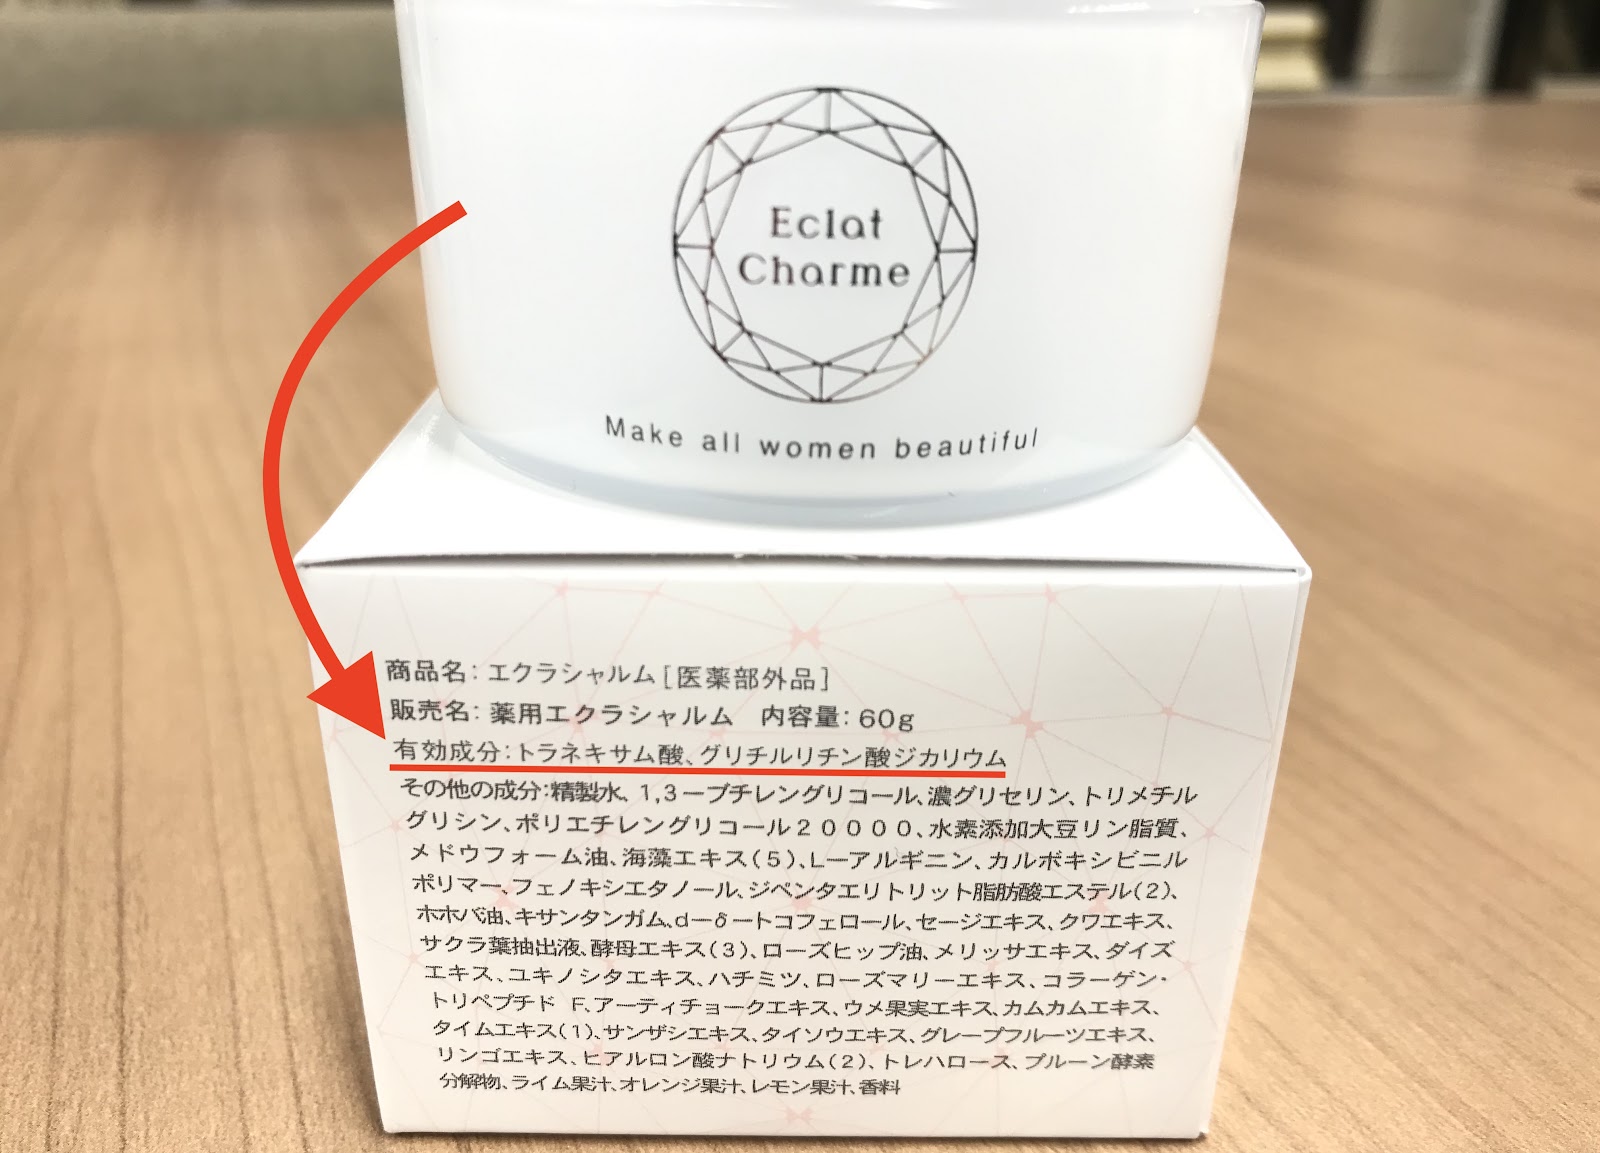 Eclat
Charme
Make all women beautiful
商品名：エクラシャルム［医薬部外品］
販売名：薬用エクラシャルム　内容量：60g
有効成分：トラネキサム酸、グリチルリチン酸ジカリウム
その他の成分：精製水、1,3ーブチレングリコール、濃グリセリン、トリメチル
グリシン、ポリエチレングリコール２００００、水素添加大豆リン脂質、
メドウフォーム油、海藻エキス（5）、Lーアルギニン、カルボキシビニル
ポリマー、フェノキシエタノール、ジペンタエリトリット脂肪酸エステル（2）、
ホホバ油、キサンタンガム、dーδートコフェロール、セージエキス、クワエキス、
サクラ葉抽出液、酵母エキス（3）、ローズヒップ油、メリッサエキス、ダイズ
エキス、ユキノシタエキス、ハチミツ、ローズマリーエキス、コラーゲン・
トリペプチド F、アーティチョークエキス、ウメ果実エキス、カムカムエキス、
タイムエキス（1）、サンザシエキス、タイソウエキス、グレープフルーツエキス、
リンゴエキス、ヒアルロン酸ナトリウム（2）、トレハロース、プルーン酵素
分解物、ライム果汁、オレンジ果汁、レモン果汁、香料